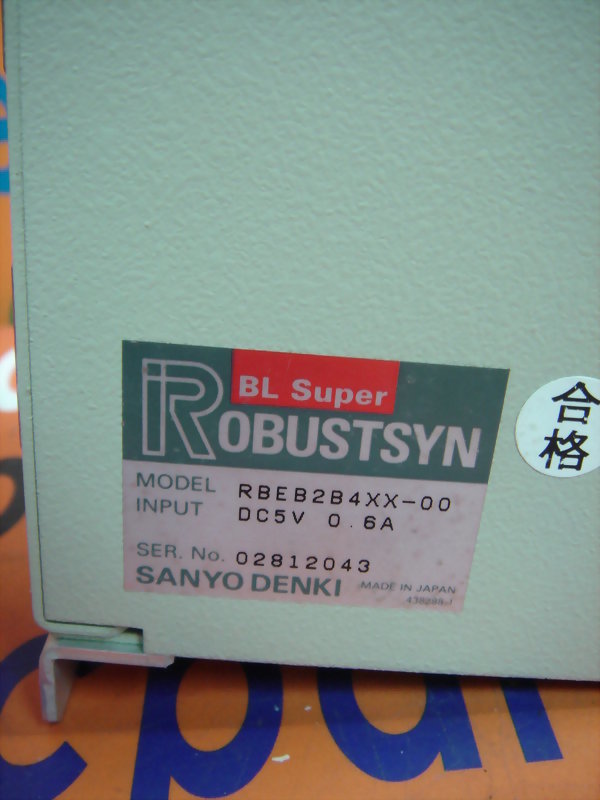 BL Super
ROBUSTSYN
MODEL RBEB2B4XX-00
INPUT DC5V 0.6A
SER. No. 02812043
SANYO DENKI MADE IN JAPAN
合格
cpu